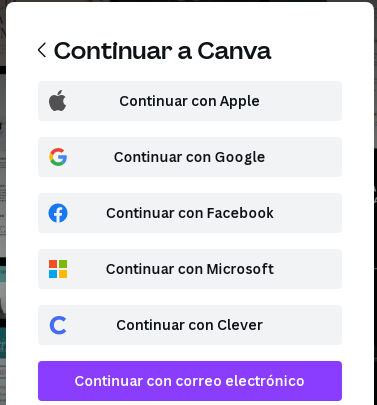 Continuar a Canva
Continuar con Apple
Continuar con Google
Continuar con Facebook
Continuar con Microsoft
Continuar con Clever
Continuar con correo electrónico